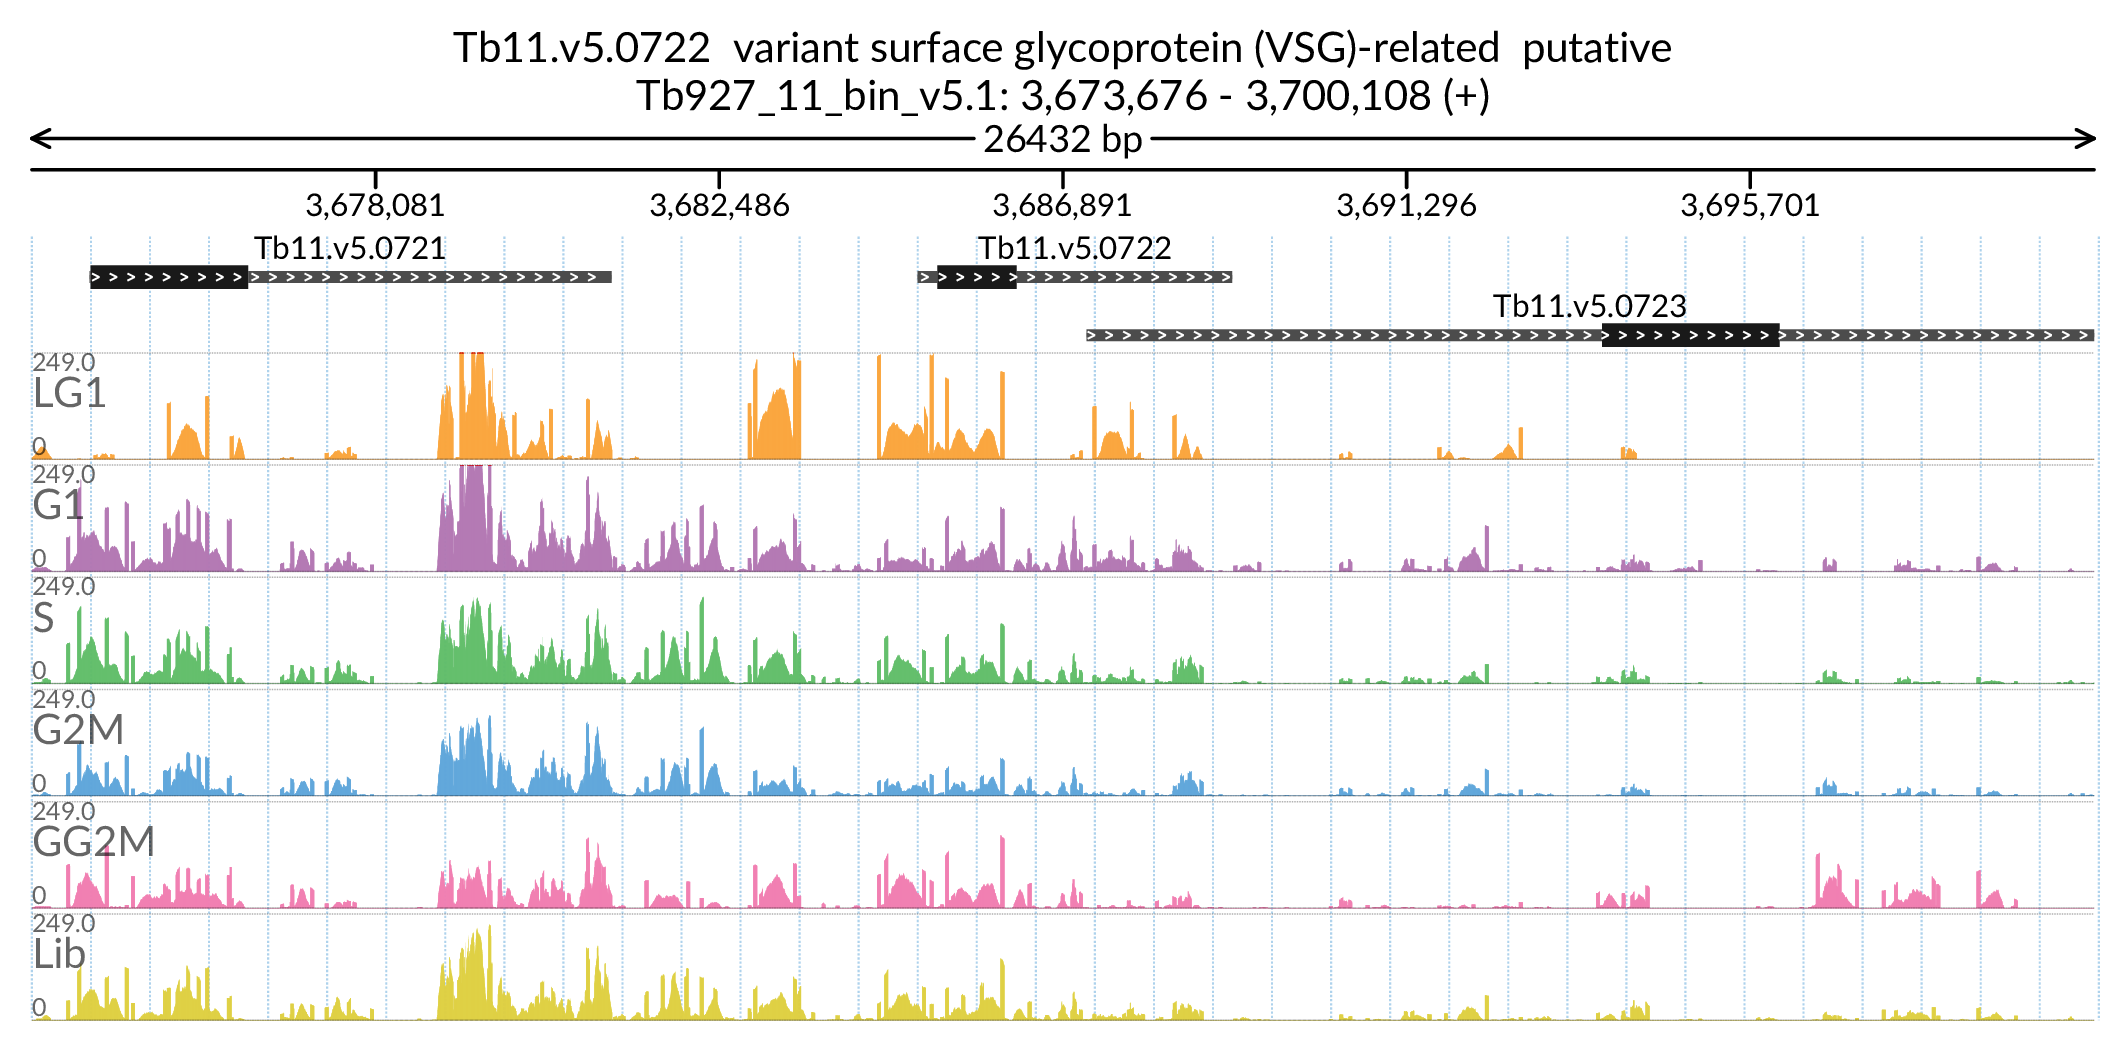 Tb11.v5.0722 variant surface glycoprotein (VSG)-related putative
Tb927_11_bin_v5.1: 3,673,676 - 3,700,108 (+)
26432 bp
3,678,081 3,682,486 3,686,891 3,691,296 3,695,701
Tb11.v5.0721 Tb11.v5.0722
Tb11.v5.0723
249.0
LG1
0
249.0
G1
0
249.0
S
0
249.0
G2M
0
249.0
GG2M
0
249.0
Lib
0